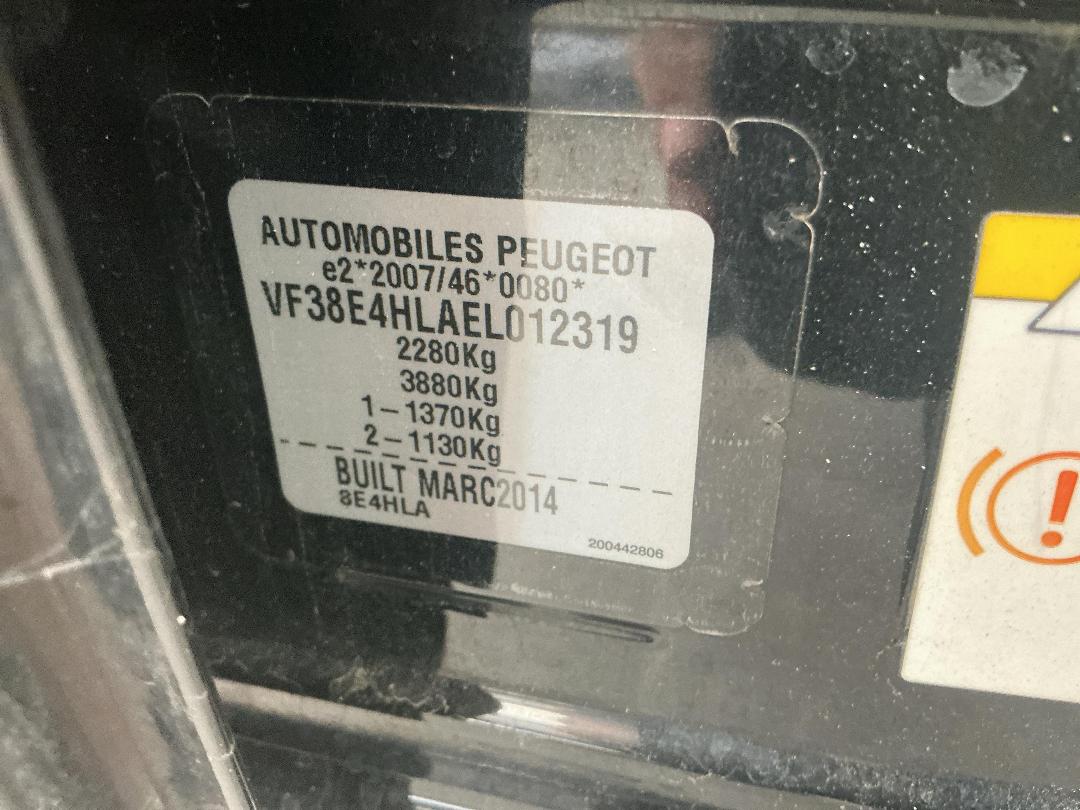 AUTOMOBILES PEUGEOT
e2*2007/46*0080*
VF38E4HLAEL012319
2280Kg
3880Kg
1-1370Kg
2-1130Kg
BUILT MARC2014
8E4HLA
200442806
!